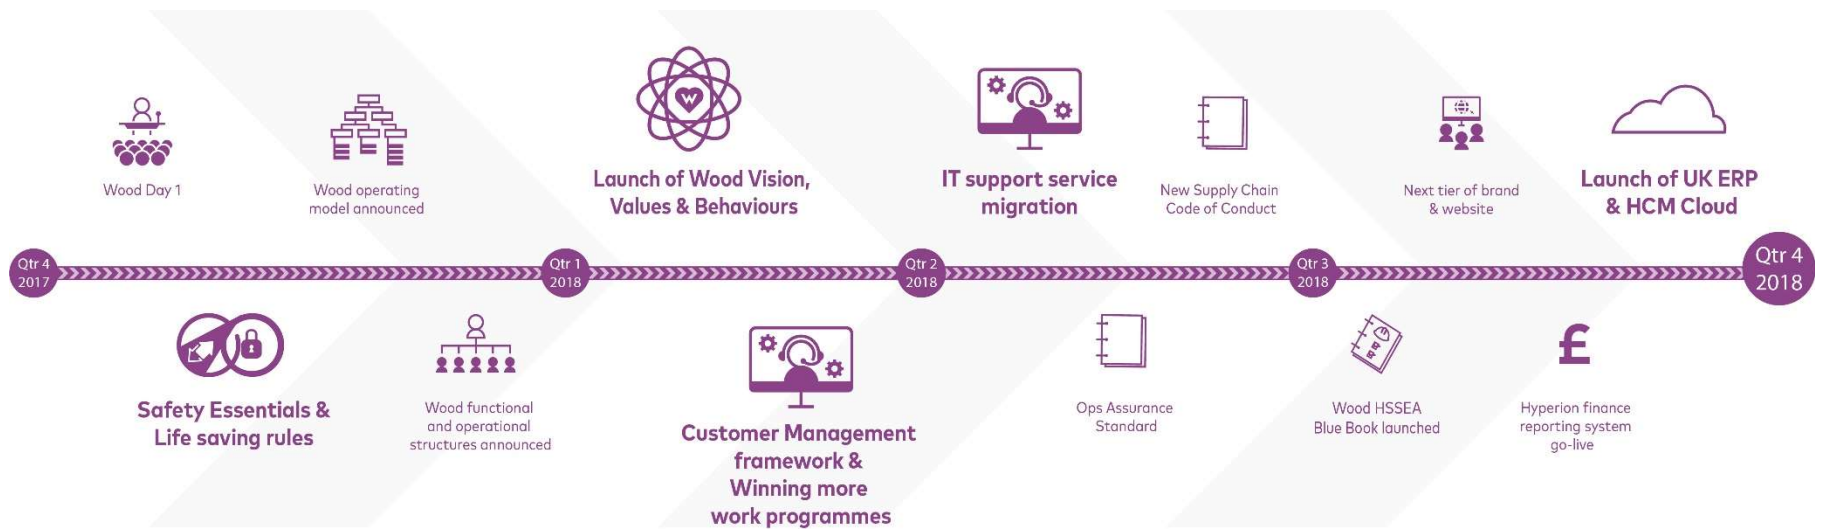 W
Wood Day 1
Wood operating
model announced
Launch of Wood Vision,
Values & Behaviours
IT support service
migration
New Supply Chain
Code of Conduct
Next tier of brand
& website
Launch of UK ERP
& HCM Cloud
Qtr 4
2017
Qtr 1
2018
Qtr 2
2018
Qtr 3
2018
Qtr 4
2018
Safety Essentials &
Life saving rules
Wood functional
and operational
structures announced
Customer Management
framework &
Winning more
work programmes
Ops Assurance
Standard
Wood HSSEA
Blue Book launched
£
Hyperion finance
reporting system
go-live